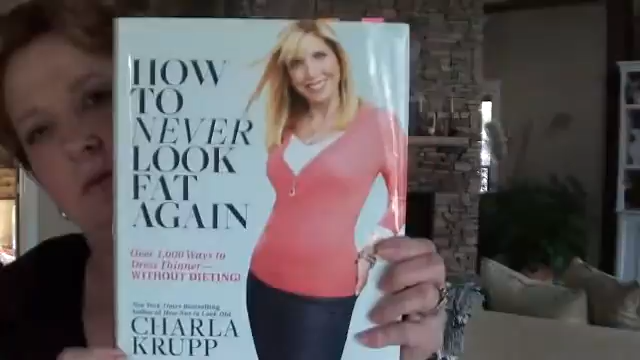 HOW
TO
NEVER
LOOK
FAT
AGAIN
Over 1,000 Ways to
Dress Thinner—
WITHOUT DIETING!
New York Times Bestselling
Author of How Not to Look Old
CHARLA
KRUPP